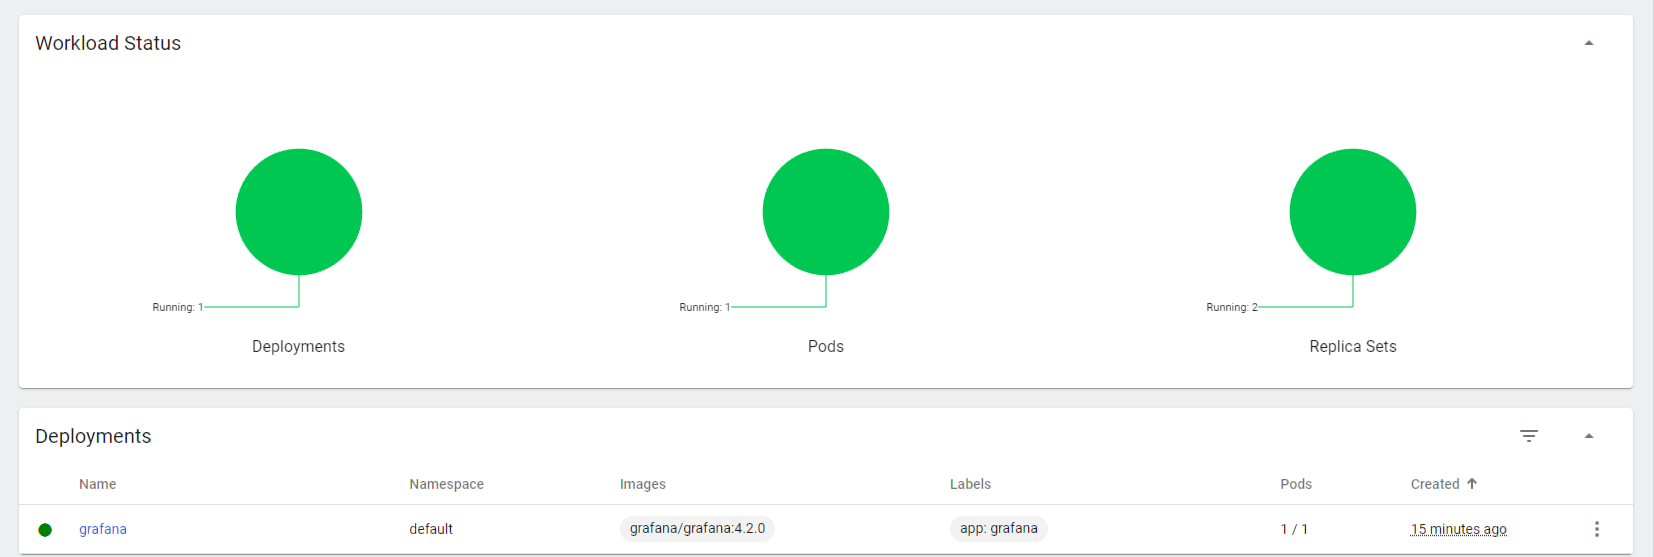 Workload Status
Running: 1
Running: 1
Running: 2
Deployments
Pods
Replica Sets
Deployments
Name Namespace Images Labels Pods Created
grafana default grafana/grafana:4.2.0 app: grafana 1 / 1 15 minutes ago